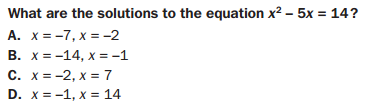 What are the solutions to the equation x² – 5x = 14?
A. x = –7, x = –2
B. x = –14, x = –1
C. x = –2, x = 7
D. x = –1, x = 14